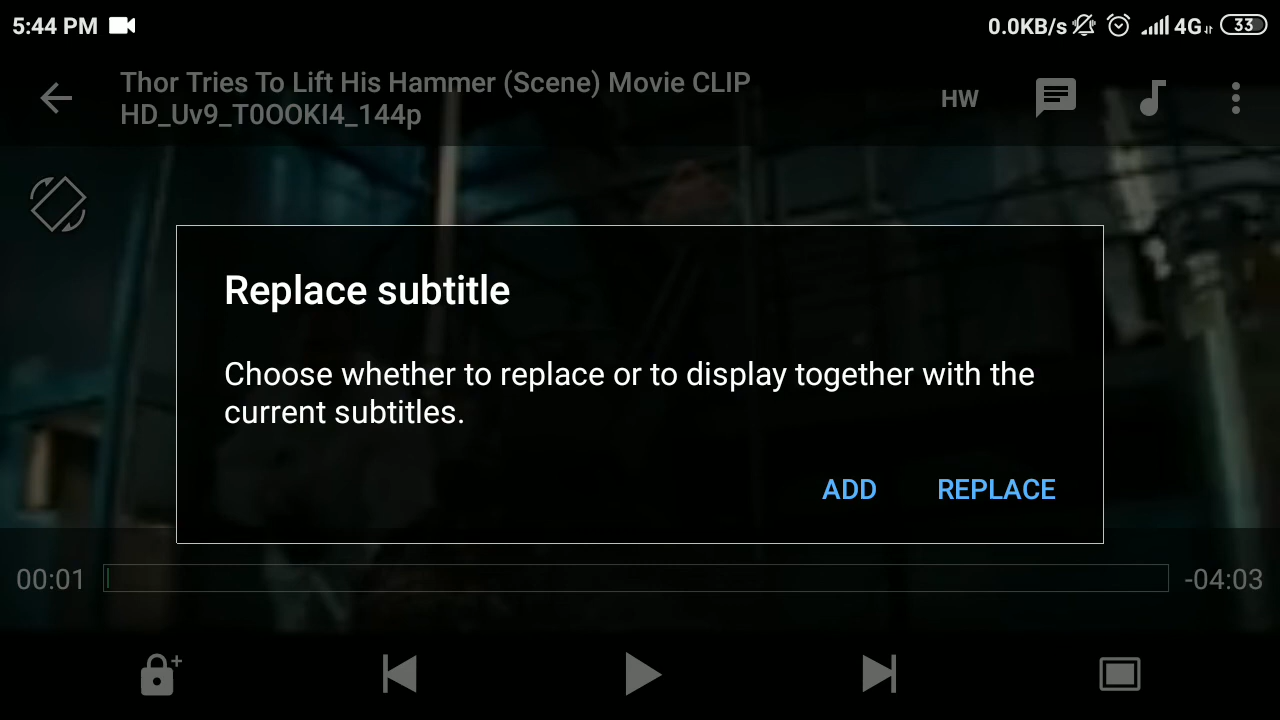 5:44 PM
0.0KB/s 4G 33
Thor Tries To Lift His Hammer (Scene) Movie CLIP
HD_Uv9_T0OOKI4_144p
HW
Replace subtitle
Choose whether to replace or to display together with the
current subtitles.
ADD REPLACE
00:01 -04:03